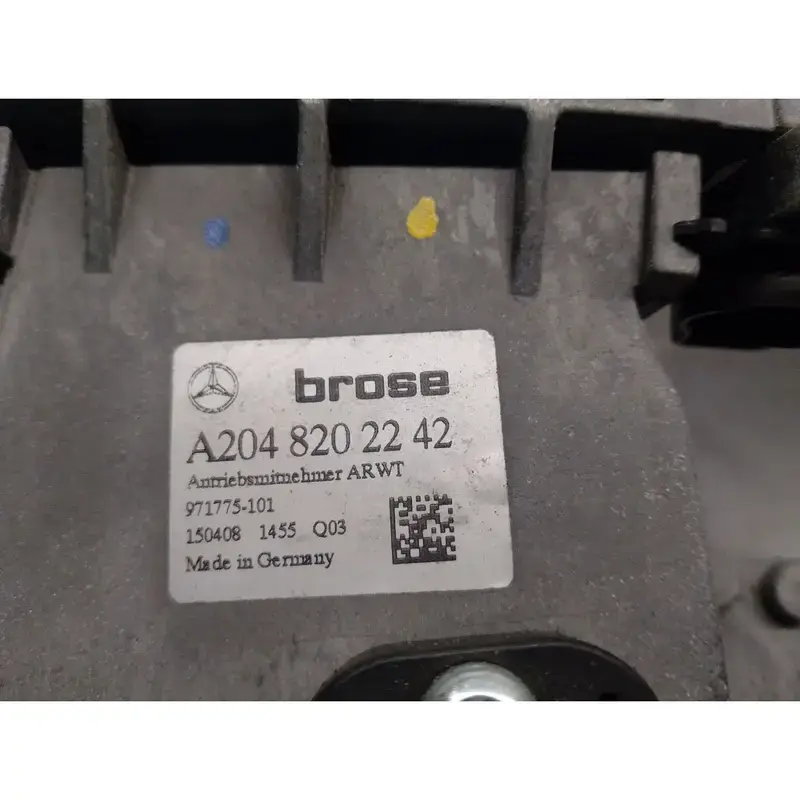 brose
A204 820 22 42
Antriebsmitnehmer ARWT
971775-101
150408 1455 Q03
Made in Germany